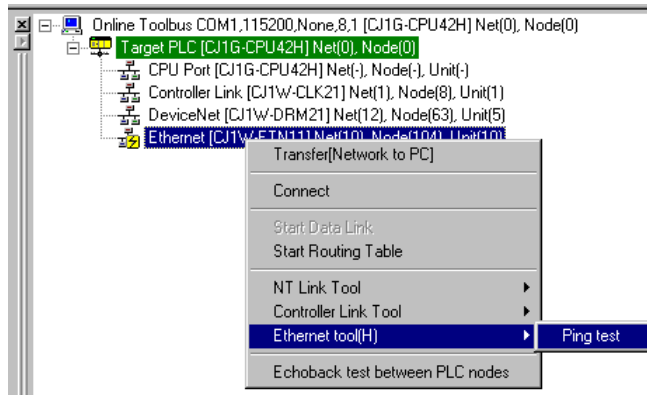 Online Toolbus COM1,115200,None,8,1 [CJ1G-CPU42H] Net(0), Node(0)
Target PLC [CJ1G-CPU42H] Net(0), Node(0)
CPU Port [CJ1G-CPU42H] Net(-), Node(-), Unit(-)
Controller Link [CJ1W-CLK21] Net(1), Node(8), Unit(1)
DeviceNet [CJ1W-DRM21] Net(12), Node(63), Unit(5)
Ethernet [CJ1W-ETN11] Net(10), Node(104), Unit(10)
Transfer[Network to PC]
Connect
Start Data Link
Start Routing Table
NT Link Tool
Controller Link Tool
Ethernet tool(H)
Ping test
Echoback test between PLC nodes